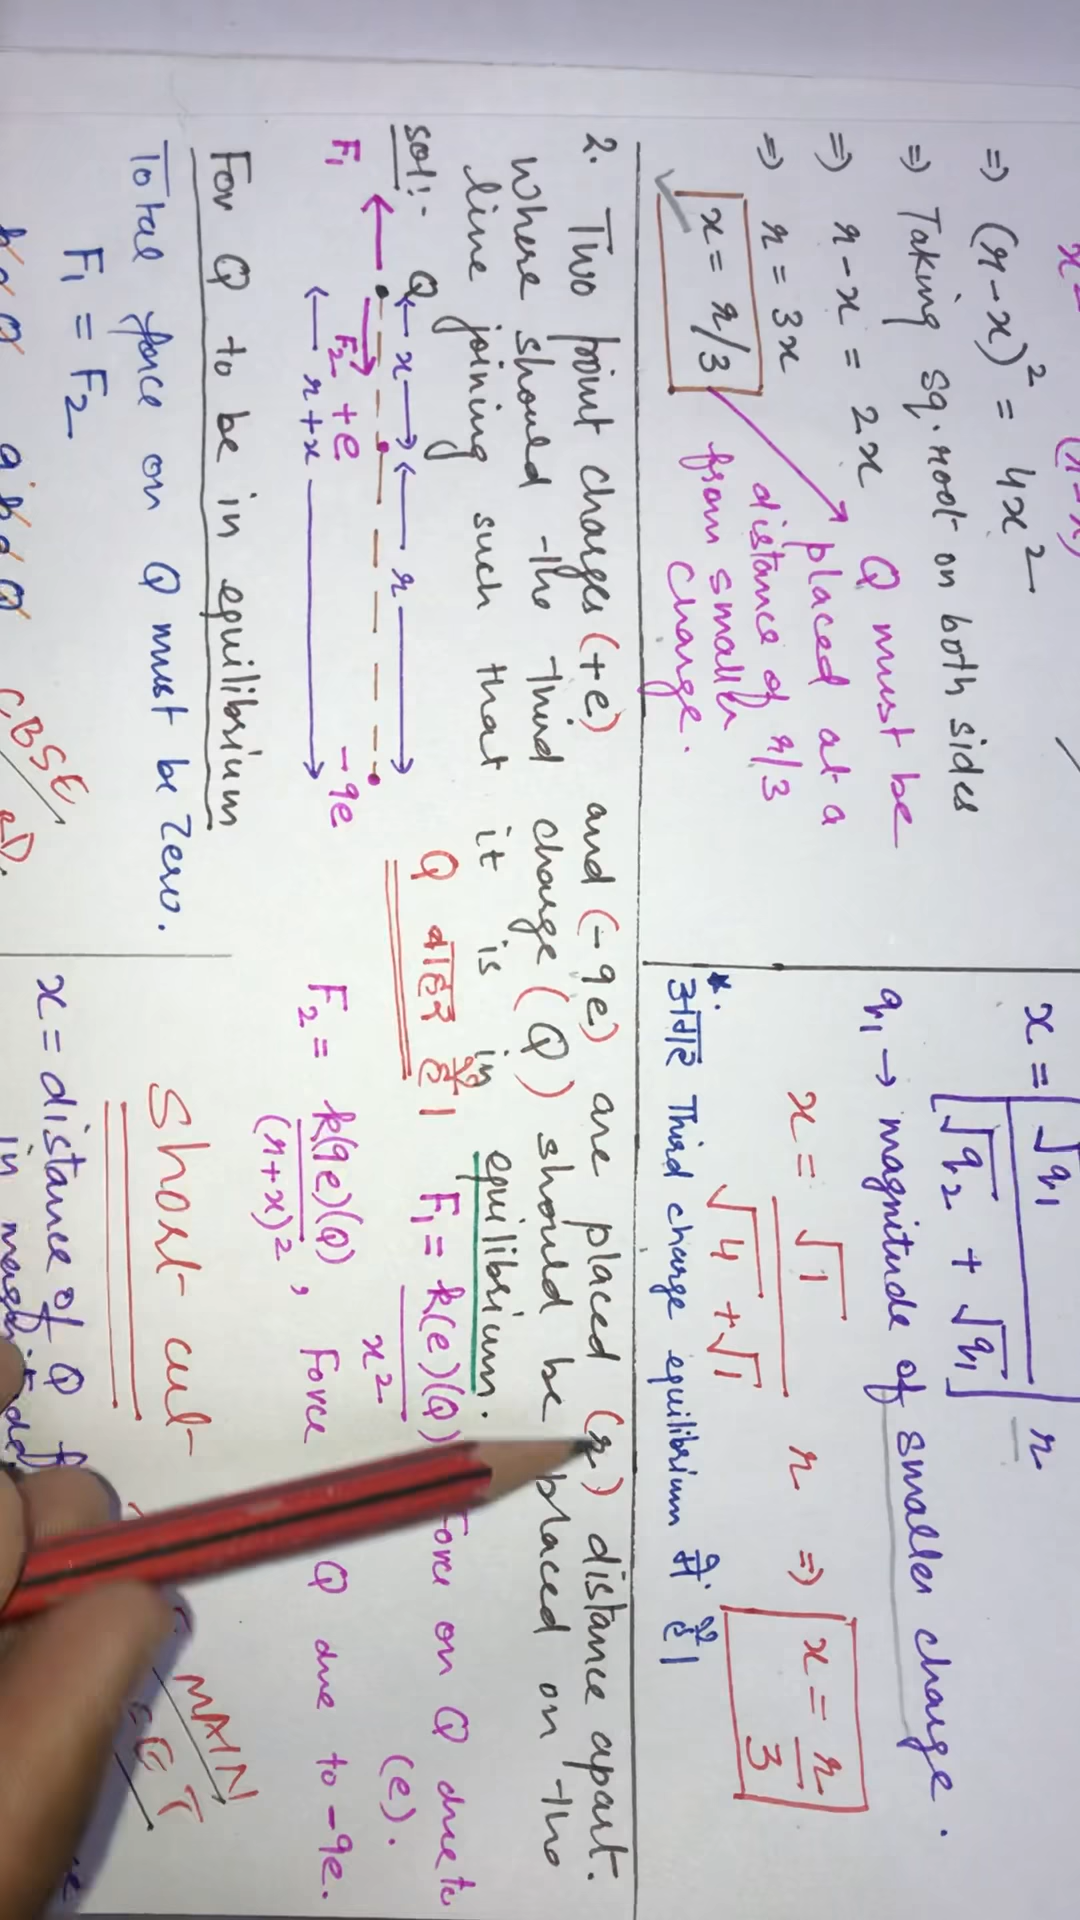 ⇒ (r-x)² = 4x²
⇒ Taking sq. root on both sides
⇒ r-x = 2x
⇒ r = 3x
x = r/3
Q must be
placed at a
distance of r/3
from smaller
charge.
x = [√q₁ / √q₂ + √q₁] r
q₁ → magnitude of smaller charge.
x = √1 / √4 + √1 r ⇒ x = r/3
* अगर Third charge equilibrium में है।
2. Two point charges (+e) and (-9e) are placed (r) distance apart.
Where should the third charge (Q) should be placed on the
line joining such that it is in equilibrium.
Sol:-
Q x r
F₁ F₂ +e -9e
r+x
Q बाहर है।
F₁ = k(e)(Q) / x² Force on Q due to
(e).
F₂ = k(9e)(Q) / (r+x)² , Force Q due to -9e.
For Q to be in equilibrium
Total force on Q must be Zero.
F₁ = F₂
CBSE
Short cut
MAIN
x = distance of Q
in